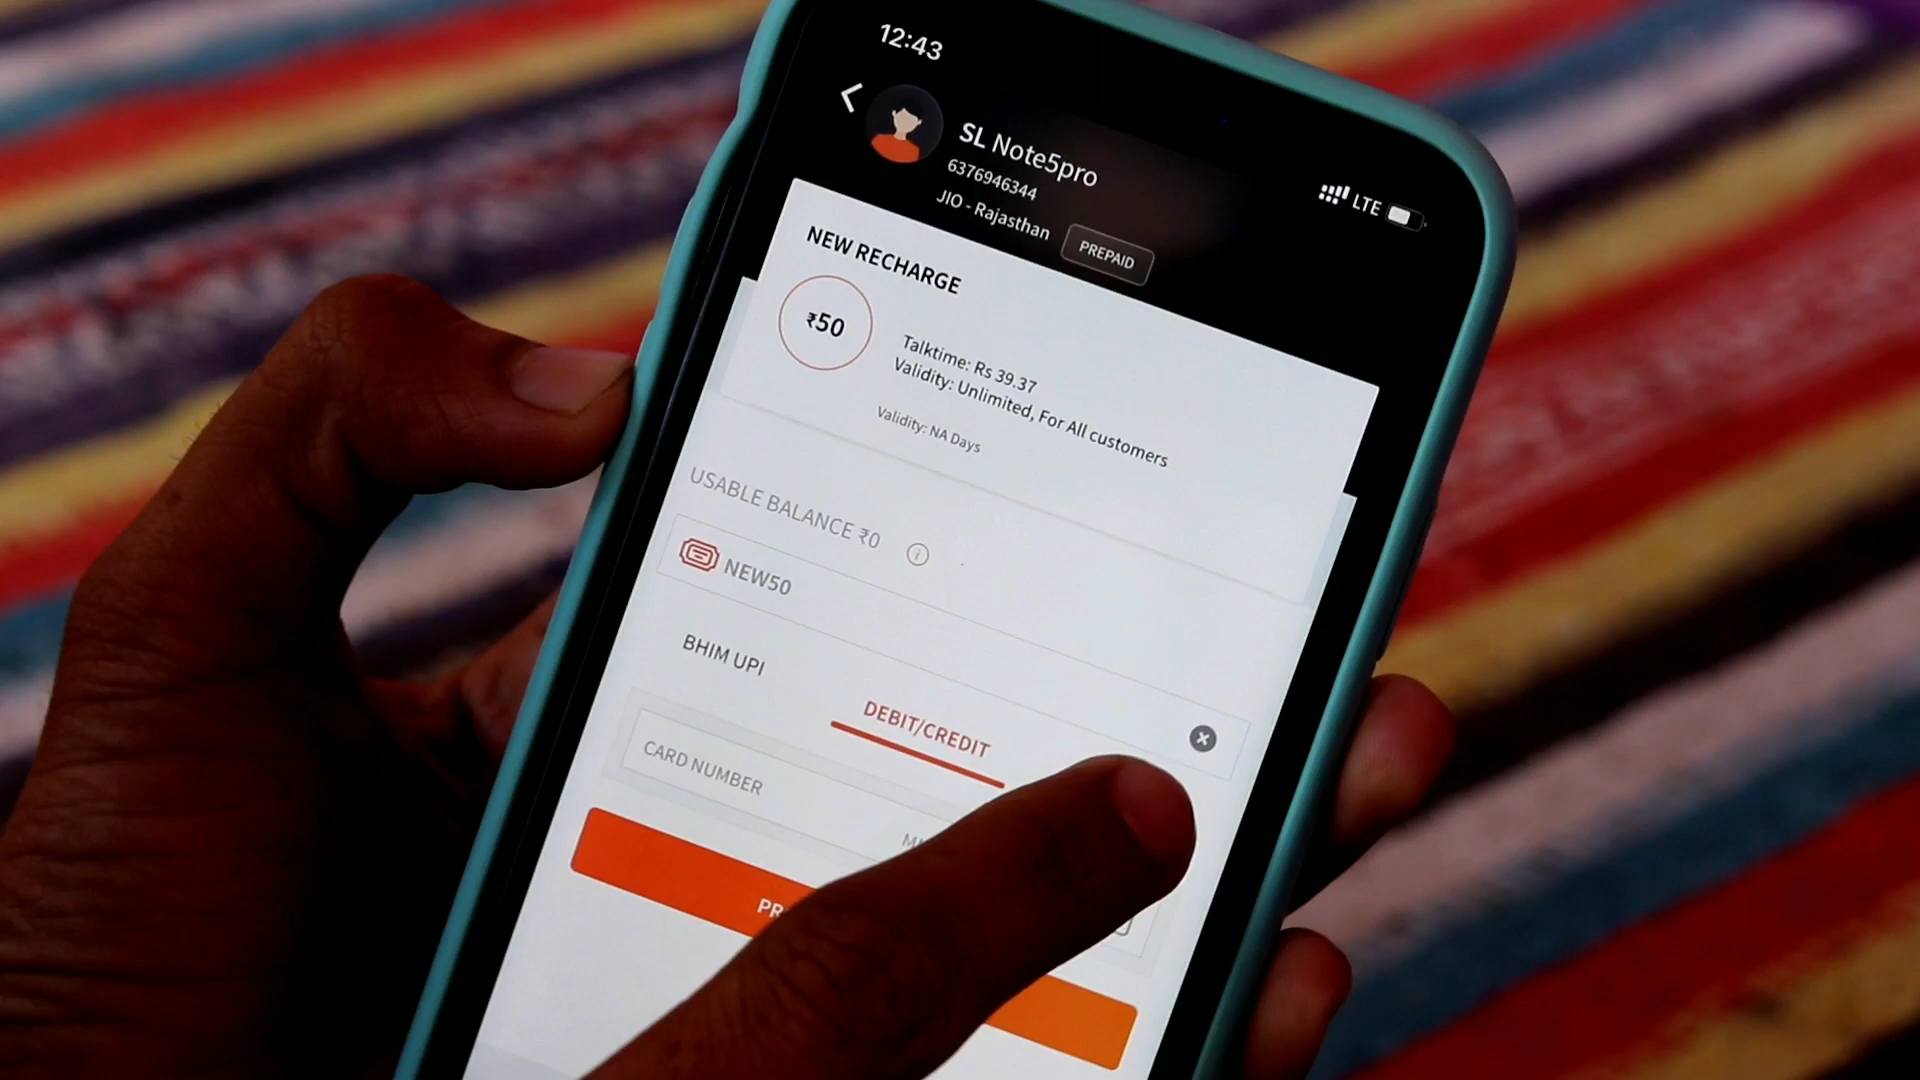 12:43
LTE
SL Note5pro
6376946344
JIO - Rajasthan
PREPAID
NEW RECHARGE
₹50
Talktime: Rs 39.37
Validity: Unlimited, For All customers
Validity: NA Days
USABLE BALANCE ₹0
NEW50
BHIM UPI
DEBIT/CREDIT
CARD NUMBER